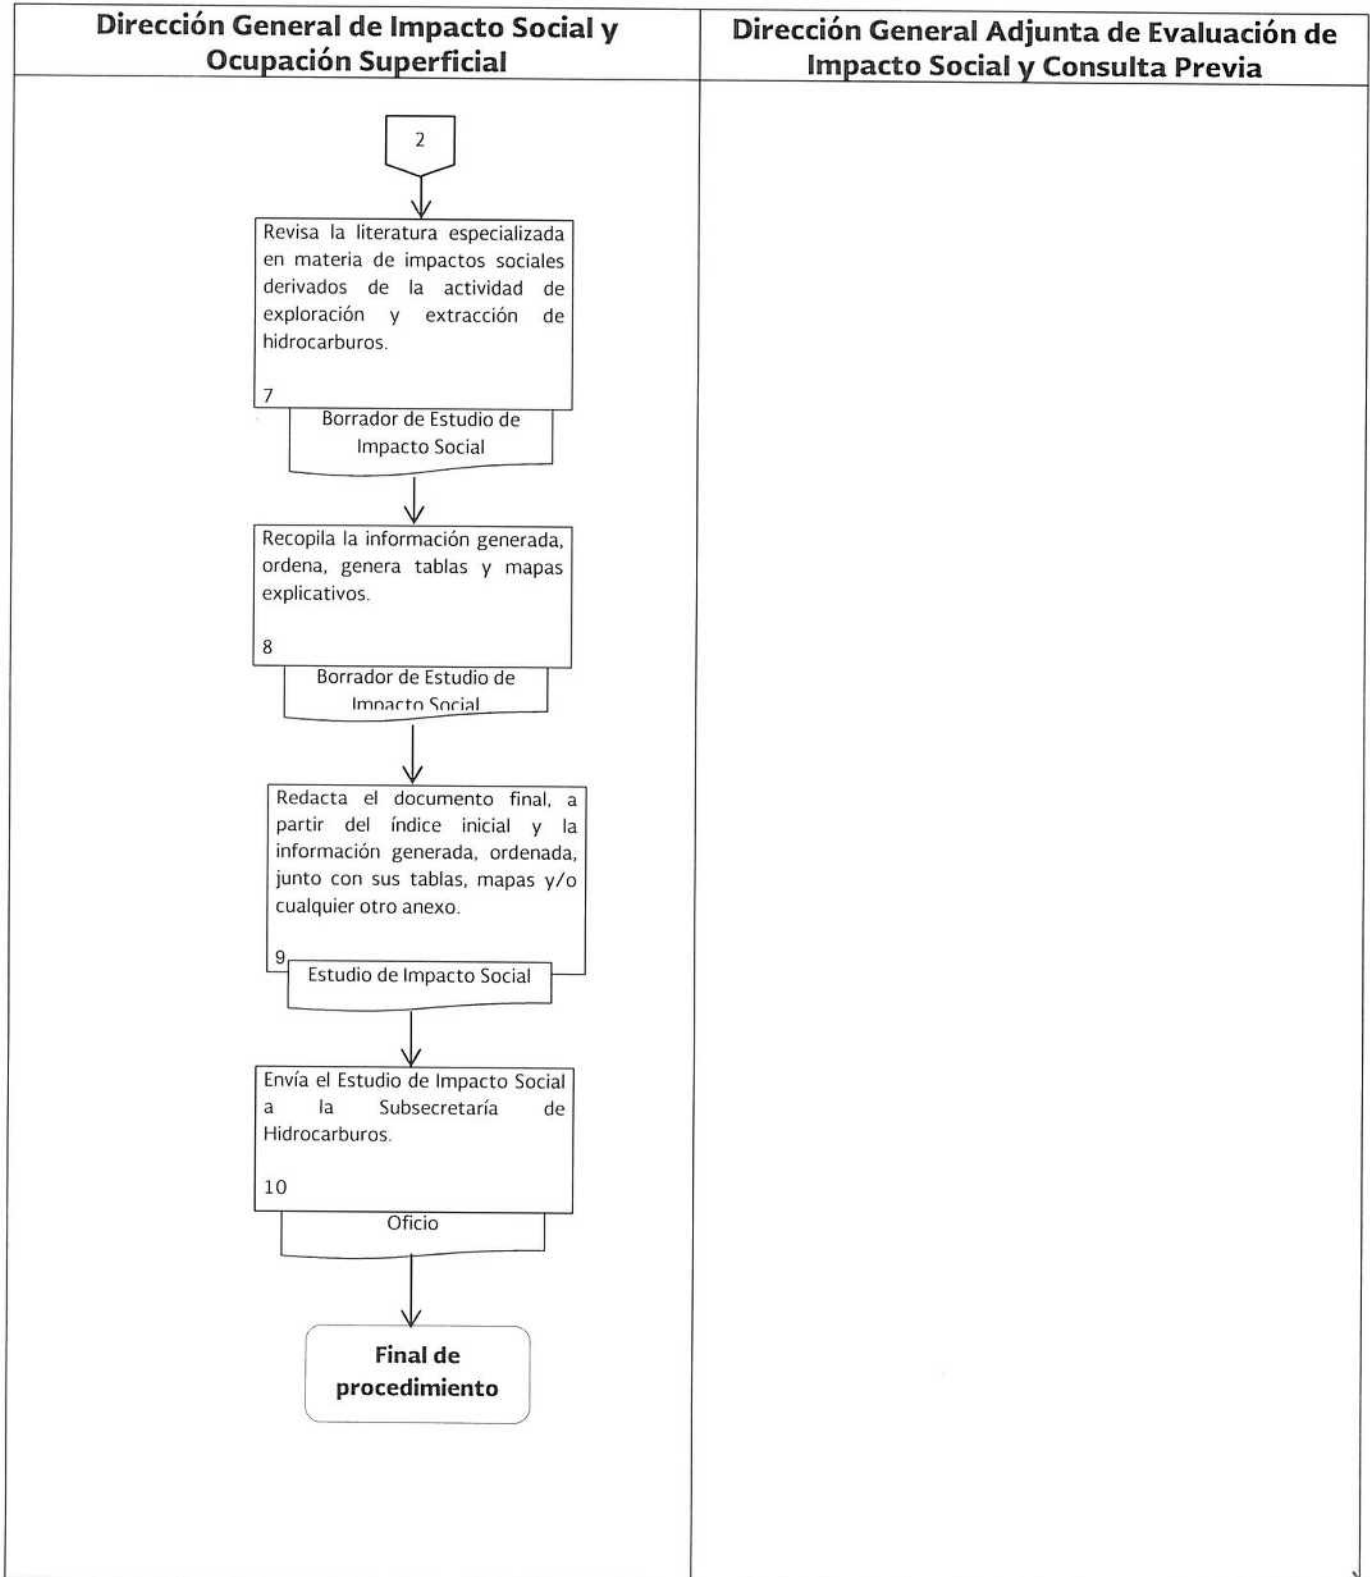 Dirección General de Impacto Social y
Ocupación Superficial
Dirección General Adjunta de Evaluación de
Impacto Social y Consulta Previa
2
Revisa la literatura especializada
en materia de impactos sociales
derivados de la actividad de
exploración y extracción de
hidrocarburos.
7
Borrador de Estudio de
Impacto Social
Recopila la información generada,
ordena, genera tablas y mapas
explicativos.
8
Borrador de Estudio de
Impacto Social
Redacta el documento final, a
partir del índice inicial y la
información generada, ordenada,
junto con sus tablas, mapas y/o
cualquier otro anexo.
9
Estudio de Impacto Social
Envía el Estudio de Impacto Social
a la Subsecretaría de
Hidrocarburos.
10
Oficio
Final de
procedimiento